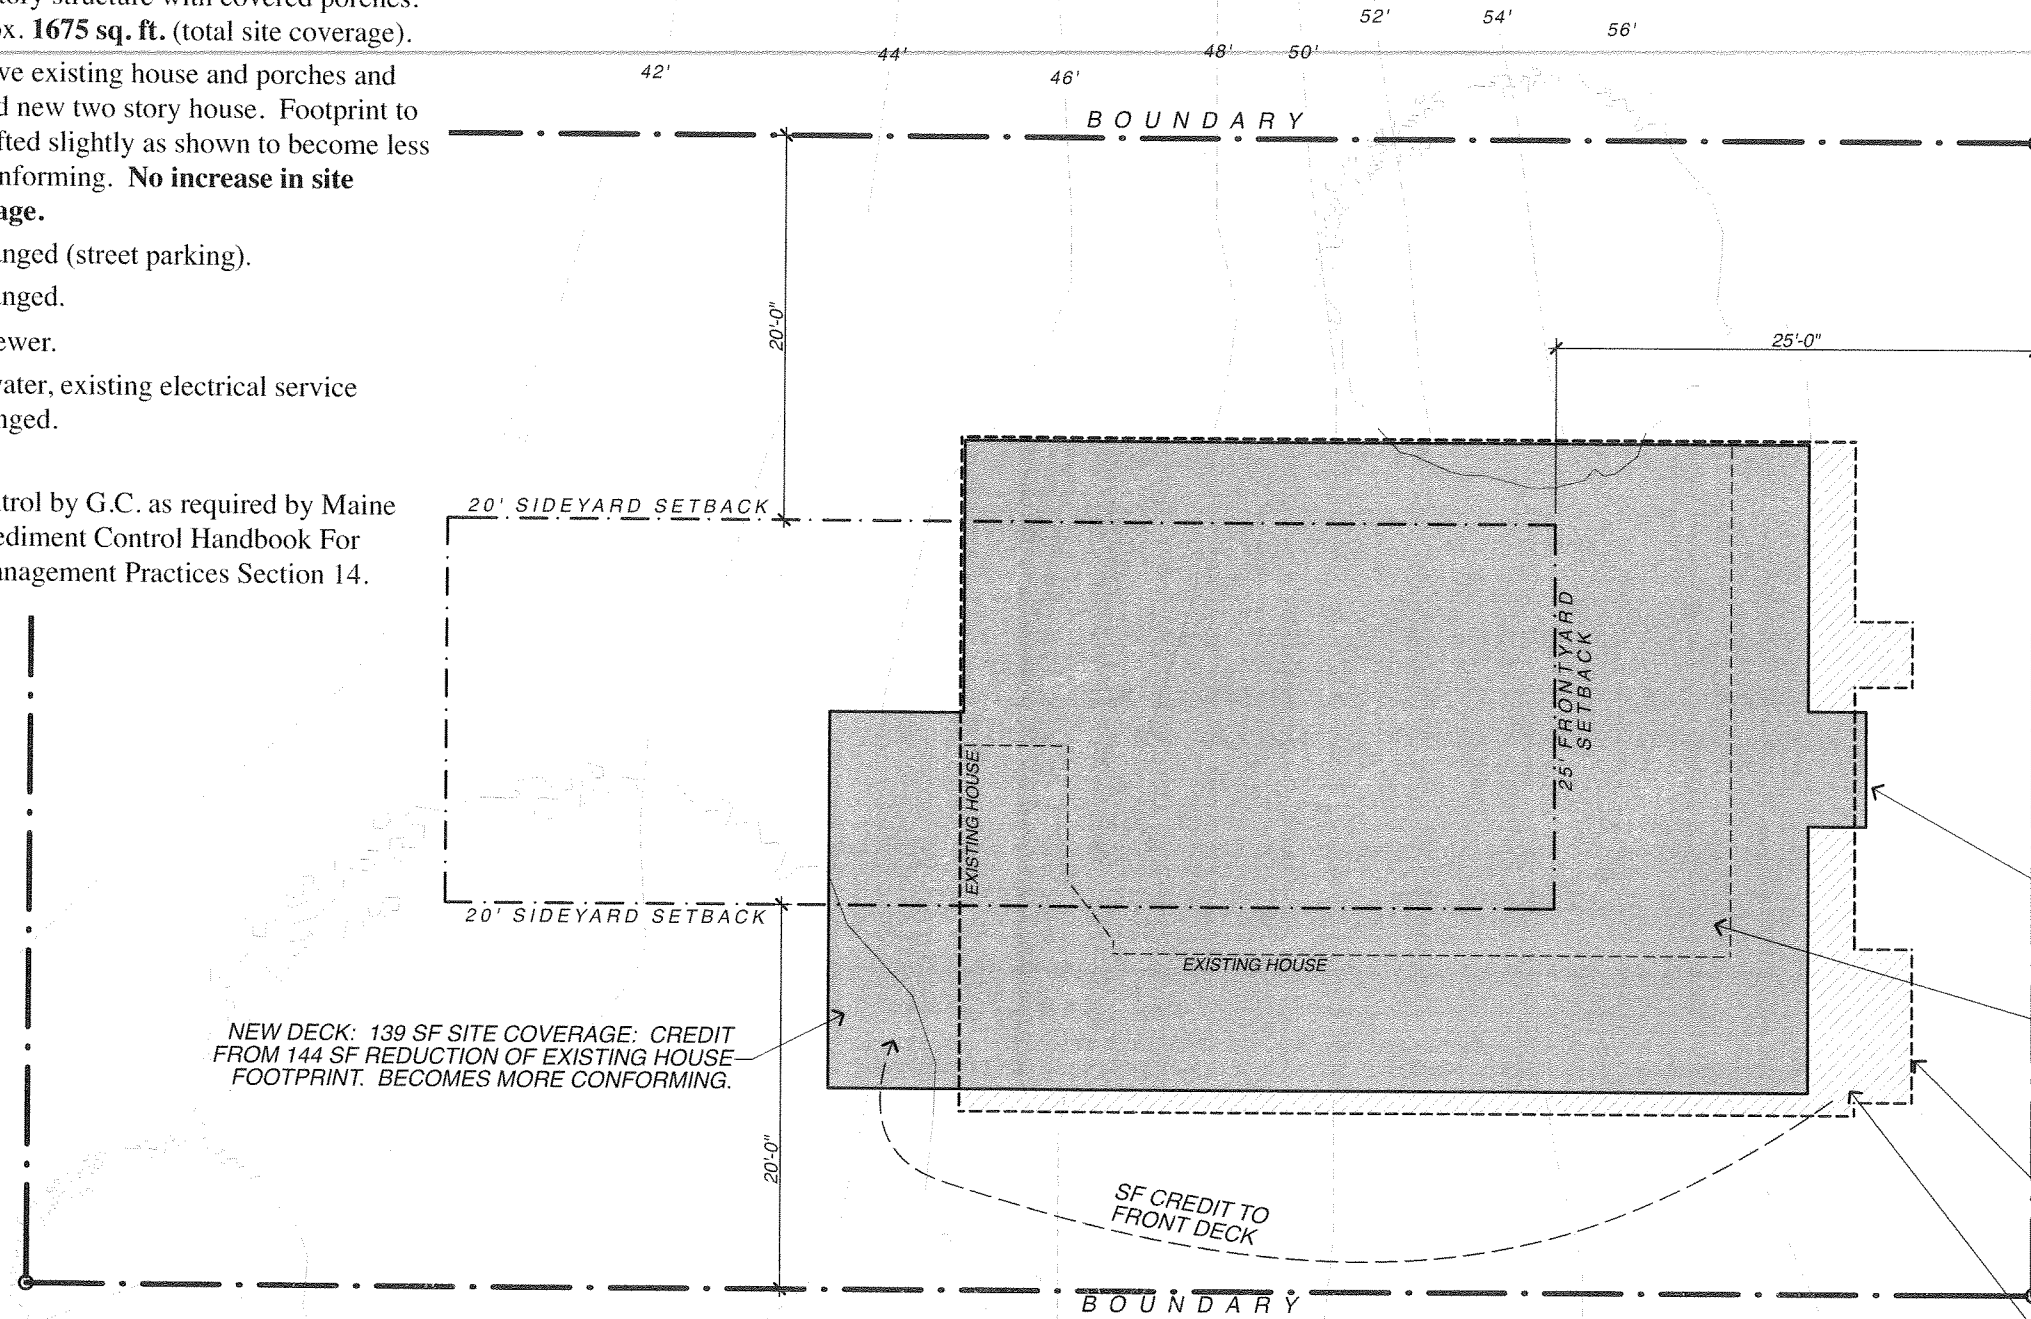 tory structure with covered porches.
x. 1675 sq. ft. (total site coverage).
ve existing house and porches and
d new two story house. Footprint to
fted slightly as shown to become less
nforming. No increase in site
age.
nged (street parking).
nged.
ewer.
vater, existing electrical service
nged.
ntrol by G.C. as required by Maine
ediment Control Handbook For
anagement Practices Section 14.
42'
44'
46'
48'
50'
52'
54'
56'
BOUNDARY
20'-0"
25'-0"
20' SIDEYARD SETBACK
25' FRONTYARD
SETBACK
EXISTING HOUSE
20' SIDEYARD SETBACK
EXISTING HOUSE
NEW DECK: 139 SF SITE COVERAGE: CREDIT
FROM 144 SF REDUCTION OF EXISTING HOUSE
FOOTPRINT. BECOMES MORE CONFORMING.
20'-0"
SF CREDIT TO
FRONT DECK
BOUNDARY